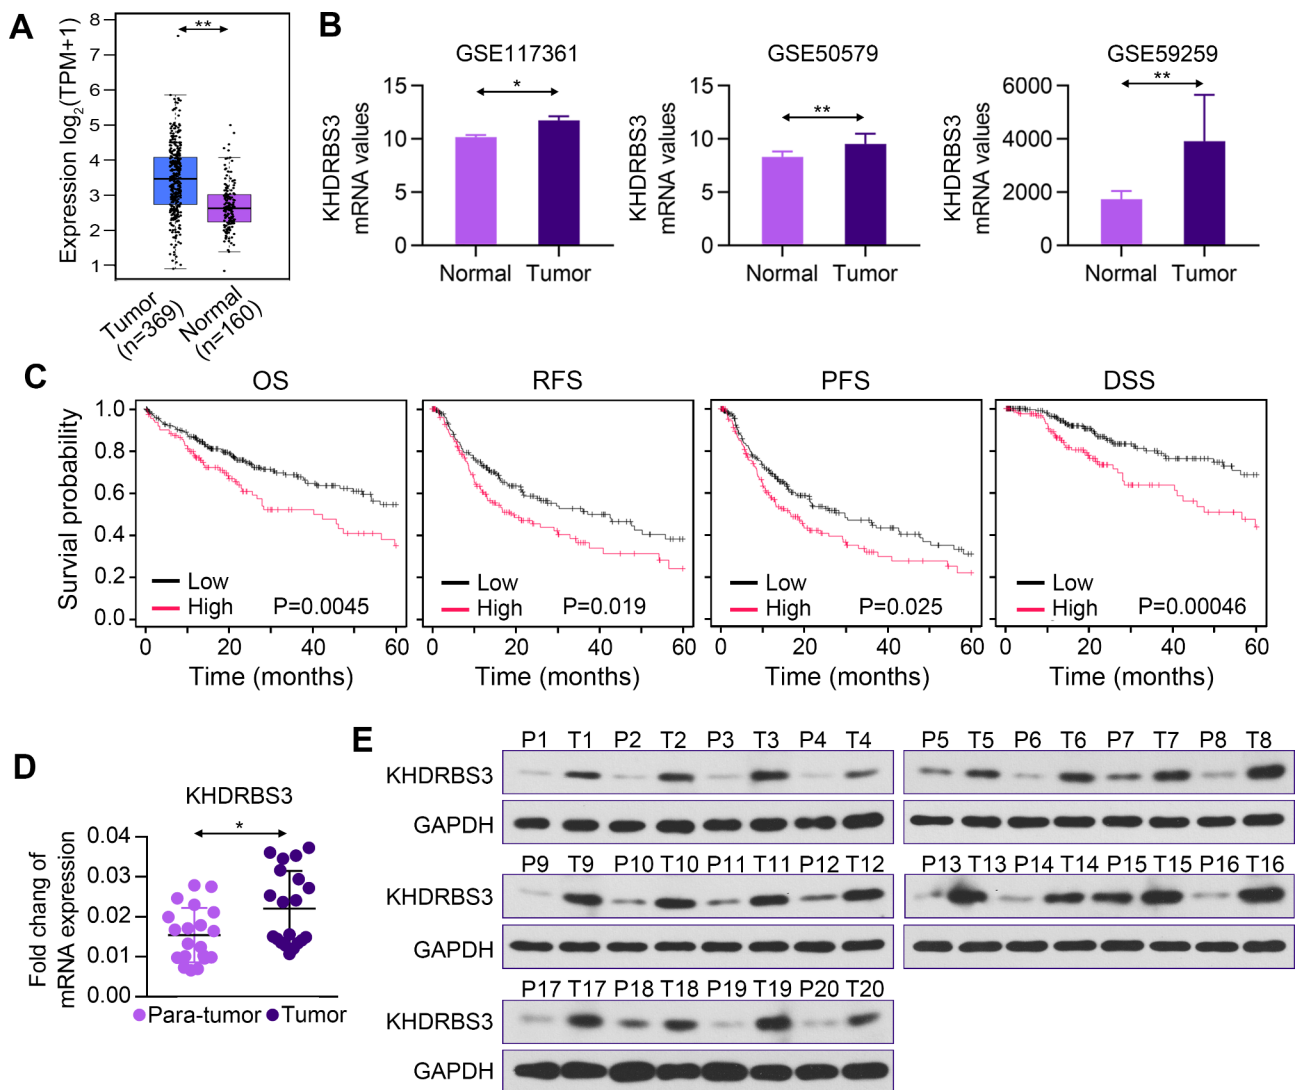 A
Expression log2(TPM+1)
8
7
6
5
4
3
2
1
**
Tumor
(n=369)
Normal
(n=160)
B
GSE117361
KHDRBS3
mRNA values
15
10
5
0
*
Normal Tumor
GSE50579
KHDRBS3
mRNA values
15
10
5
0
**
Normal Tumor
GSE59259
KHDRBS3
mRNA values
6000
4000
2000
0
**
Normal Tumor
C
Survial probability
OS
1.0
0.8
0.6
0.4
0.2
0.0
Low
High
P=0.0045
0 20 40 60
Time (months)
RFS
Low
High
P=0.019
0 20 40 60
Time (months)
PFS
Low
High
P=0.025
0 20 40 60
Time (months)
DSS
Low
High
P=0.00046
0 20 40 60
Time (months)
D
KHDRBS3
Fold chang of
mRNA expression
0.04
0.03
0.02
0.01
0.00
*
Para-tumor Tumor
E
P1 T1 P2 T2 P3 T3 P4 T4
KHDRBS3
GAPDH
P5 T5 P6 T6 P7 T7 P8 T8
P9 T9 P10 T10 P11 T11 P12 T12
KHDRBS3
GAPDH
P13 T13 P14 T14 P15 T15 P16 T16
P17 T17 P18 T18 P19 T19 P20 T20
KHDRBS3
GAPDH